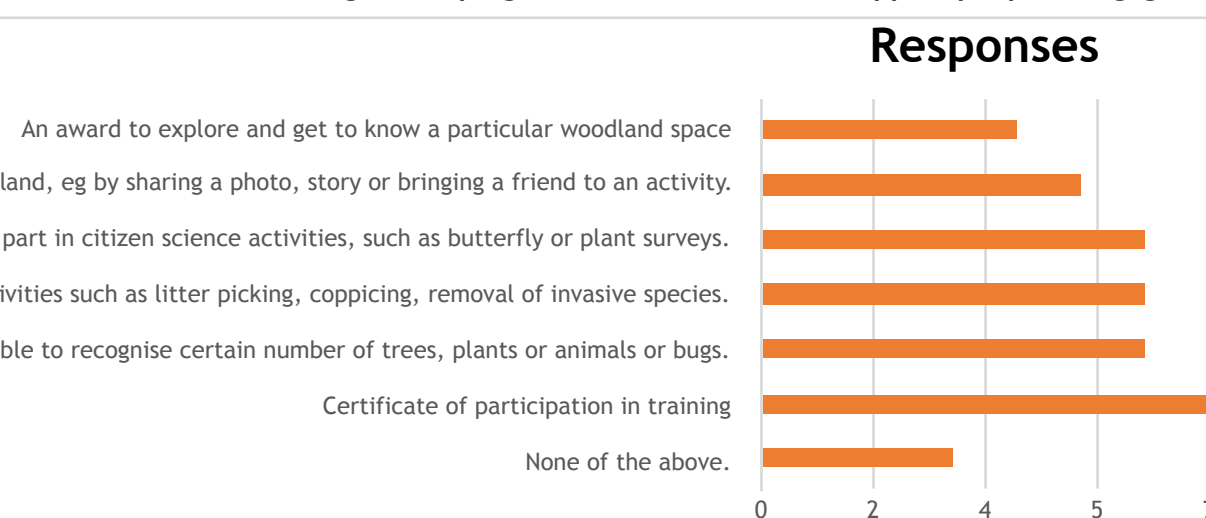 Responses
An award to explore and get to know a particular woodland space
land, eg by sharing a photo, story or bringing a friend to an activity.
part in citizen science activities, such as butterfly or plant surveys.
ivities such as litter picking, coppicing, removal of invasive species.
ble to recognise certain number of trees, plants or animals or bugs.
Certificate of participation in training
None of the above.
0 2 4 5